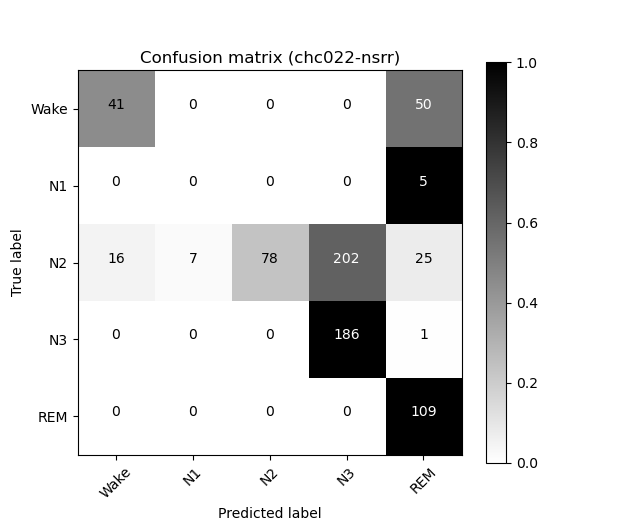 Confusion matrix (chc022-nsrr)
Wake 41 0 0 0 50
N1 0 0 0 0 5
N2 16 7 78 202 25
N3 0 0 0 186 1
REM 0 0 0 0 109
Wake N1 N2 N3 REM
True label
Predicted label
1.0
0.8
0.6
0.4
0.2
0.0